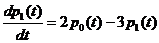 dp₁(t)/dt = 2p₀(t) − 3p₁(t)